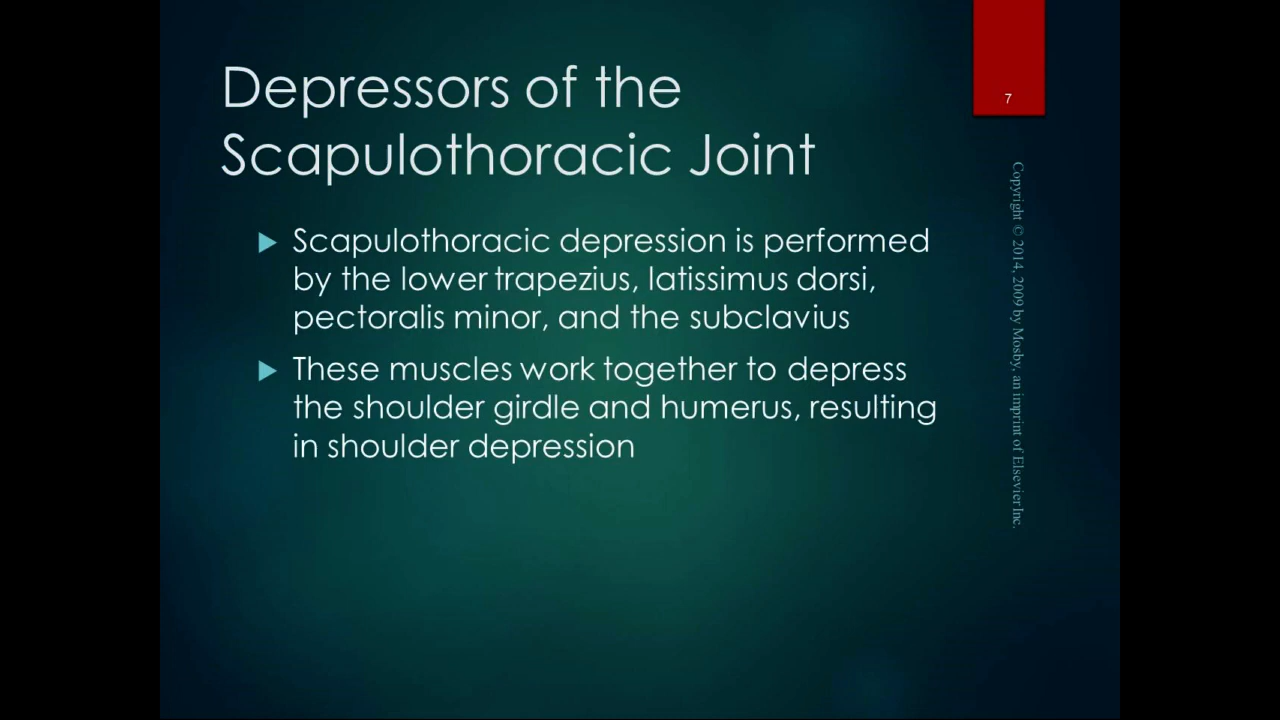 Depressors of the
Scapulothoracic Joint
7
Scapulothoracic depression is performed
by the lower trapezius, latissimus dorsi,
pectoralis minor, and the subclavius
These muscles work together to depress
the shoulder girdle and humerus, resulting
in shoulder depression
Copyright © 2014, 2009 by Mosby, an imprint of Elsevier Inc.